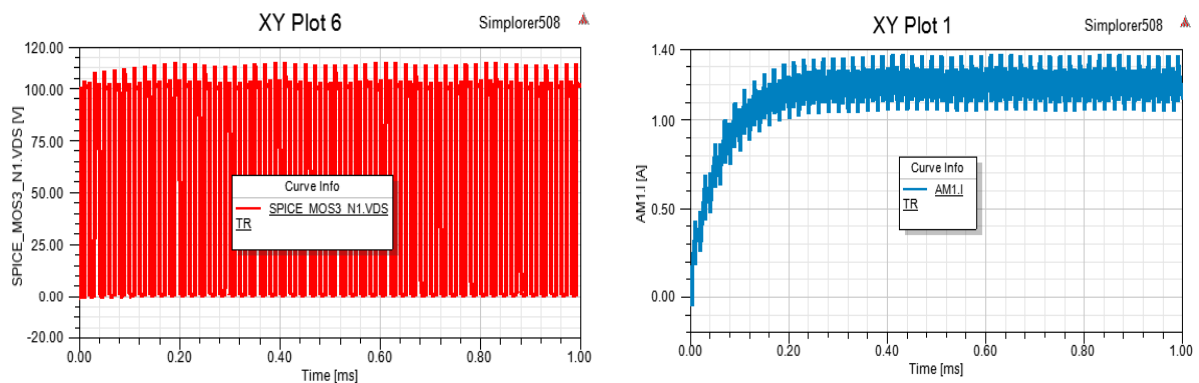 XY Plot 6
Simplorer508
120.00
100.00
75.00
50.00
25.00
0.00
-20.00
SPICE_MOS3_N1.VDS [V]
Curve Info
SPICE_MOS3_N1.VDS
TR
0.00
0.20
0.40
0.60
0.80
1.00
Time [ms]
XY Plot 1
Simplorer508
1.40
1.00
0.50
0.00
AM1.I [A]
Curve Info
AM1.I
TR
0.00
0.20
0.40
0.60
0.80
1.00
Time [ms]